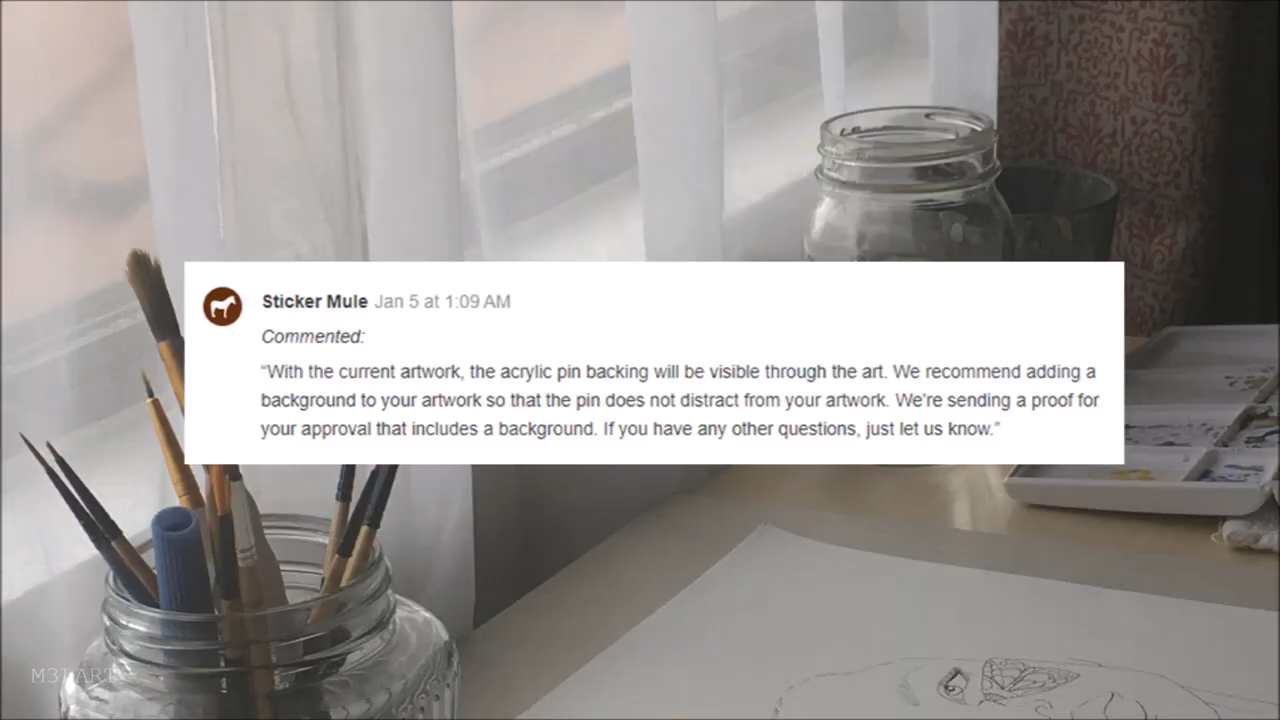 Sticker Mule Jan 5 at 1:09 AM
Commented:
“With the current artwork, the acrylic pin backing will be visible through the art. We recommend adding a
background to your artwork so that the pin does not distract from your artwork. We’re sending a proof for
your approval that includes a background. If you have any other questions, just let us know.”